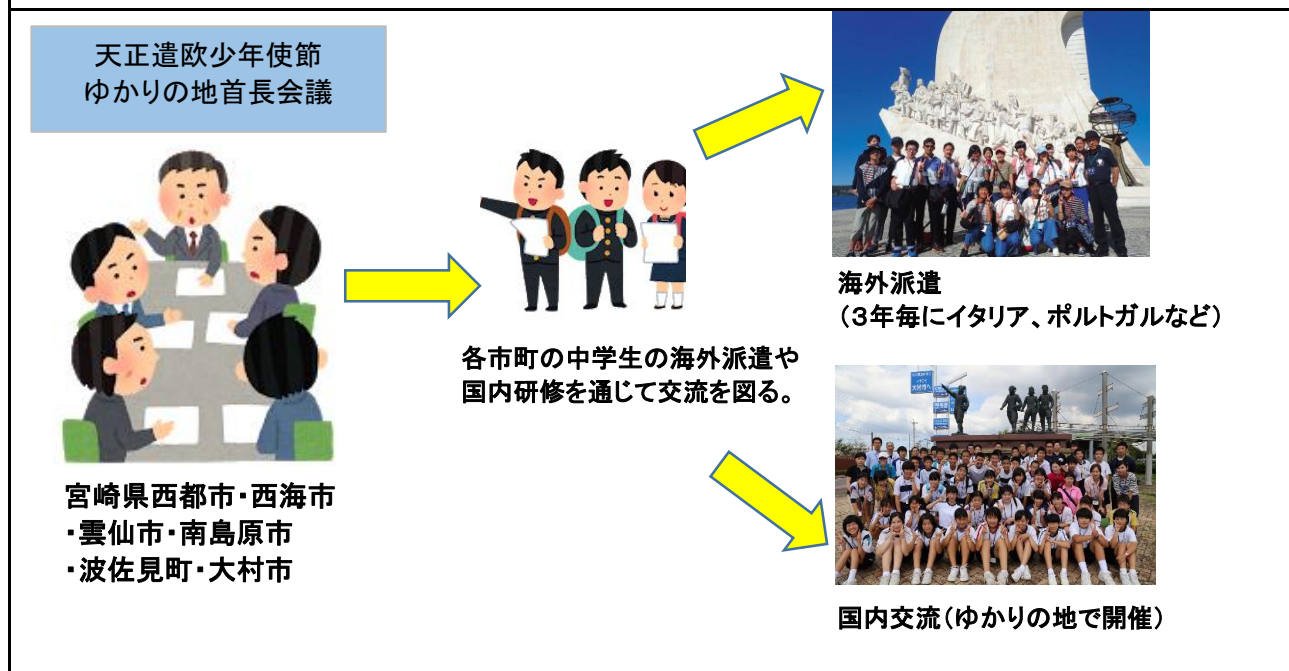 天正遣欧少年使節
ゆかりの地首長会議
各市町の中学生の海外派遣や
国内研修を通じて交流を図る。
宮崎県西都市・西海市
・雲仙市・南島原市
・波佐見町・大村市
海外派遣
（３年毎にイタリア、ポルトガルなど）
国内交流（ゆかりの地で開催）